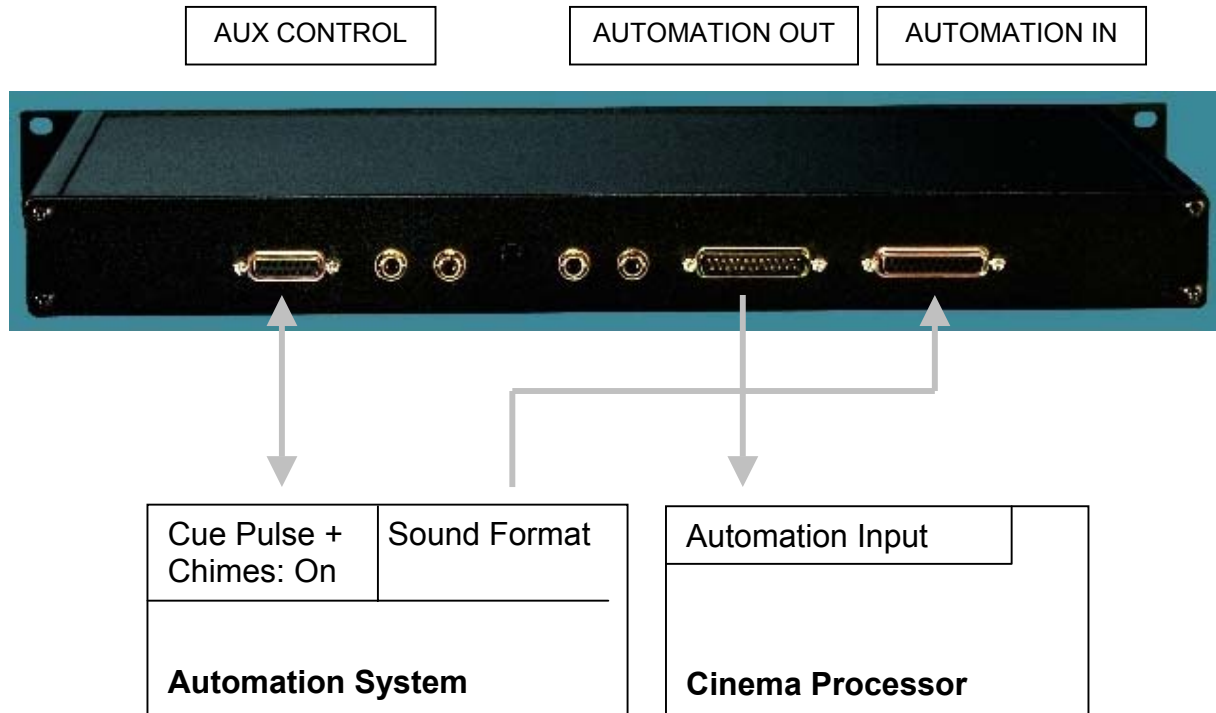 AUX CONTROL
AUTOMATION OUT
AUTOMATION IN
Cue Pulse +
Chimes: On
Sound Format
Automation System
Automation Input
Cinema Processor